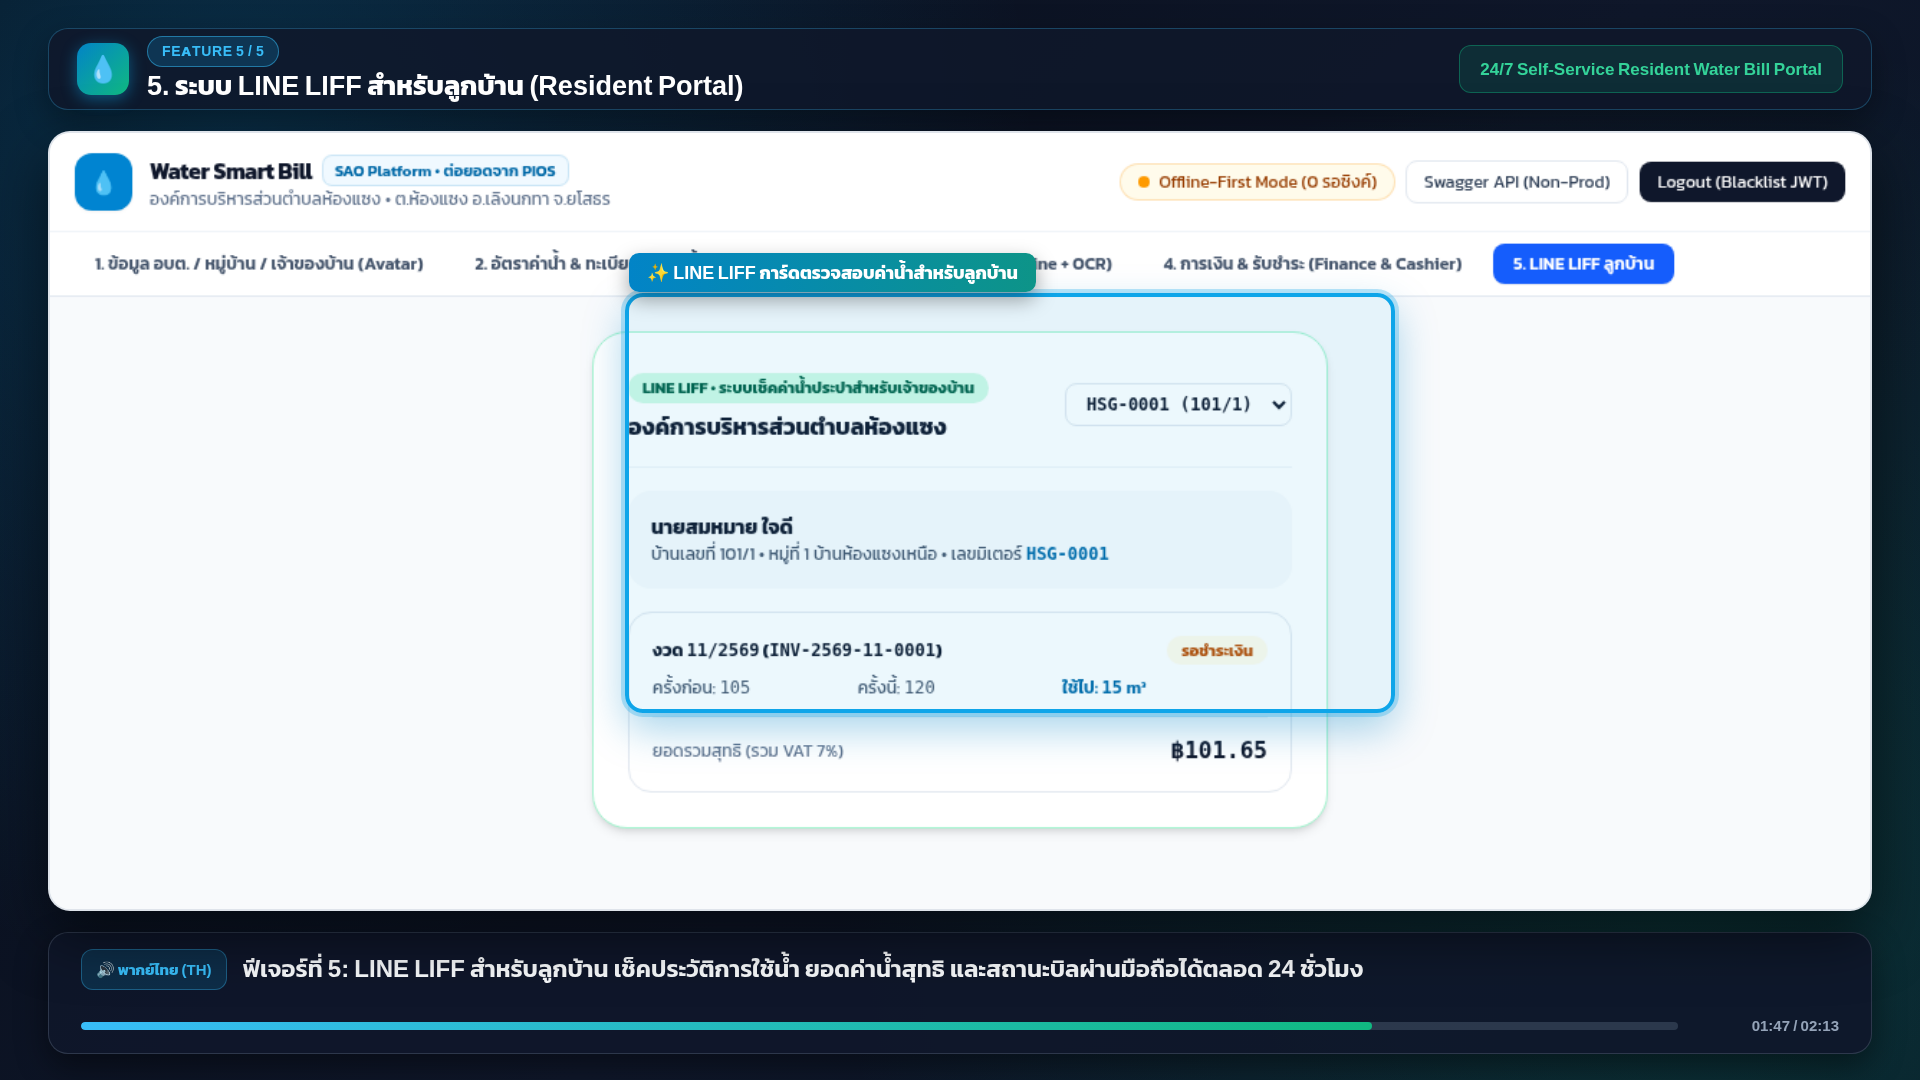 FEATURE 5 / 5
5. ระบบ LINE LIFF สำหรับลูกบ้าน (Resident Portal)
24/7 Self-Service Resident Water Bill Portal
Water Smart Bill
SAO Platform • ต่อยอดจาก PIOS
องค์การบริหารส่วนตำบลห้องแซง • ต.ห้องแซง อ.เลิงนกทา จ.ยโสธร
Offline-First Mode (0 รอซิงค์)
Swagger API (Non-Prod)
Logout (Blacklist JWT)
1. ข้อมูล อบต. / หมู่บ้าน / เจ้าของบ้าน (Avatar)
2. อัตราค่าน้ำ & ทะเบีย
ine + OCR)
4. การเงิน & รับชำระ (Finance & Cashier)
5. LINE LIFF ลูกบ้าน
✨ LINE LIFF การ์ดตรวจสอบค่าน้ำสำหรับลูกบ้าน
LINE LIFF • ระบบเช็คค่าน้ำประปาสำหรับเจ้าของบ้าน
องค์การบริหารส่วนตำบลห้องแซง
HSG-0001 (101/1)
นายสมหมาย ใจดี
บ้านเลขที่ 101/1 • หมู่ที่ 1 บ้านห้องแซงเหนือ • เลขมิเตอร์ HSG-0001
งวด 11/2569 (INV-2569-11-0001)
รอชำระเงิน
ครั้งก่อน: 105
ครั้งนี้: 120
ใช้ไป: 15 m³
ยอดรวมสุทธิ (รวม VAT 7%)
฿101.65
🔊 พากย์ไทย (TH)
ฟีเจอร์ที่ 5: LINE LIFF สำหรับลูกบ้าน เช็คประวัติการใช้น้ำ ยอดค่าน้ำสุทธิ และสถานะบิลผ่านมือถือได้ตลอด 24 ชั่วโมง
01:47 / 02:13